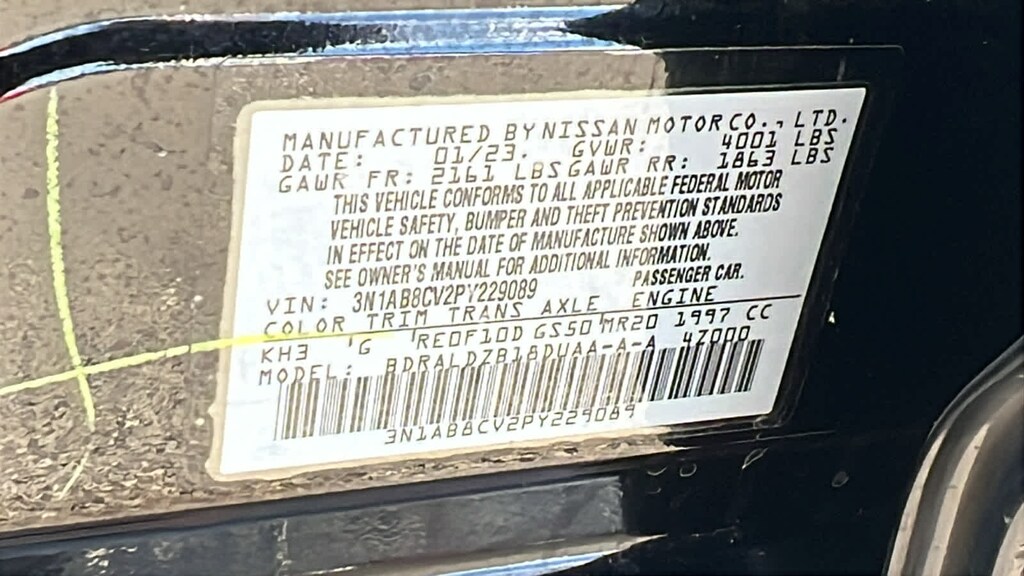 MANUFACTURED BY NISSAN MOTOR CO., LTD.
DATE: 01/23. GVWR: 4001 LBS
GAWR FR: 2161 LBS GAWR RR: 1863 LBS
THIS VEHICLE CONFORMS TO ALL APPLICABLE FEDERAL MOTOR
VEHICLE SAFETY, BUMPER AND THEFT PREVENTION STANDARDS
IN EFFECT ON THE DATE OF MANUFACTURE SHOWN ABOVE.
SEE OWNER'S MANUAL FOR ADDITIONAL INFORMATION.
VIN: 3N1AB8CV2PY229089 PASSENGER CAR.
COLOR TRIM TRANS AXLE ENGINE
KH3 'G 'RE0F10D GS50 MR20 1997 CC
MODEL: BDRALDZB18DUAA-A-A 47000
3N1AB8CV2PY229089